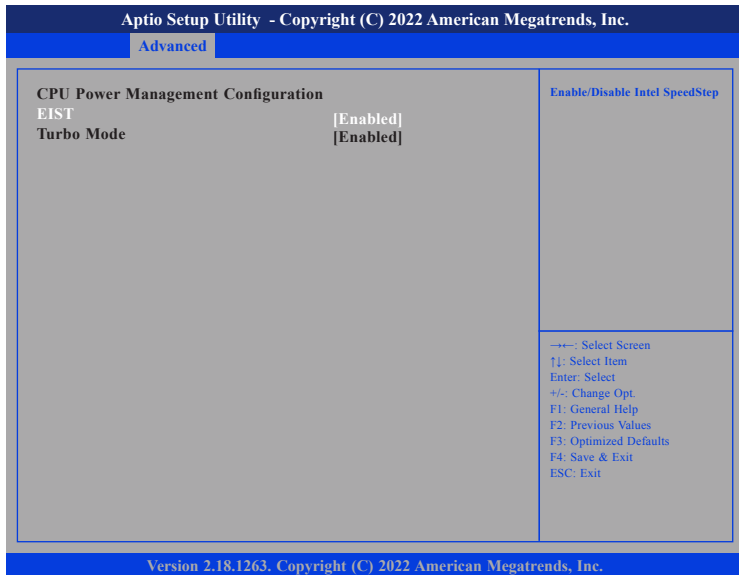 Aptio Setup Utility - Copyright (C) 2022 American Megatrends, Inc.
Advanced
CPU Power Management Configuration
EIST [Enabled]
Turbo Mode [Enabled]
Enable/Disable Intel SpeedStep
→←: Select Screen
↑↓: Select Item
Enter: Select
+/-: Change Opt.
F1: General Help
F2: Previous Values
F3: Optimized Defaults
F4: Save & Exit
ESC: Exit
Version 2.18.1263. Copyright (C) 2022 American Megatrends, Inc.